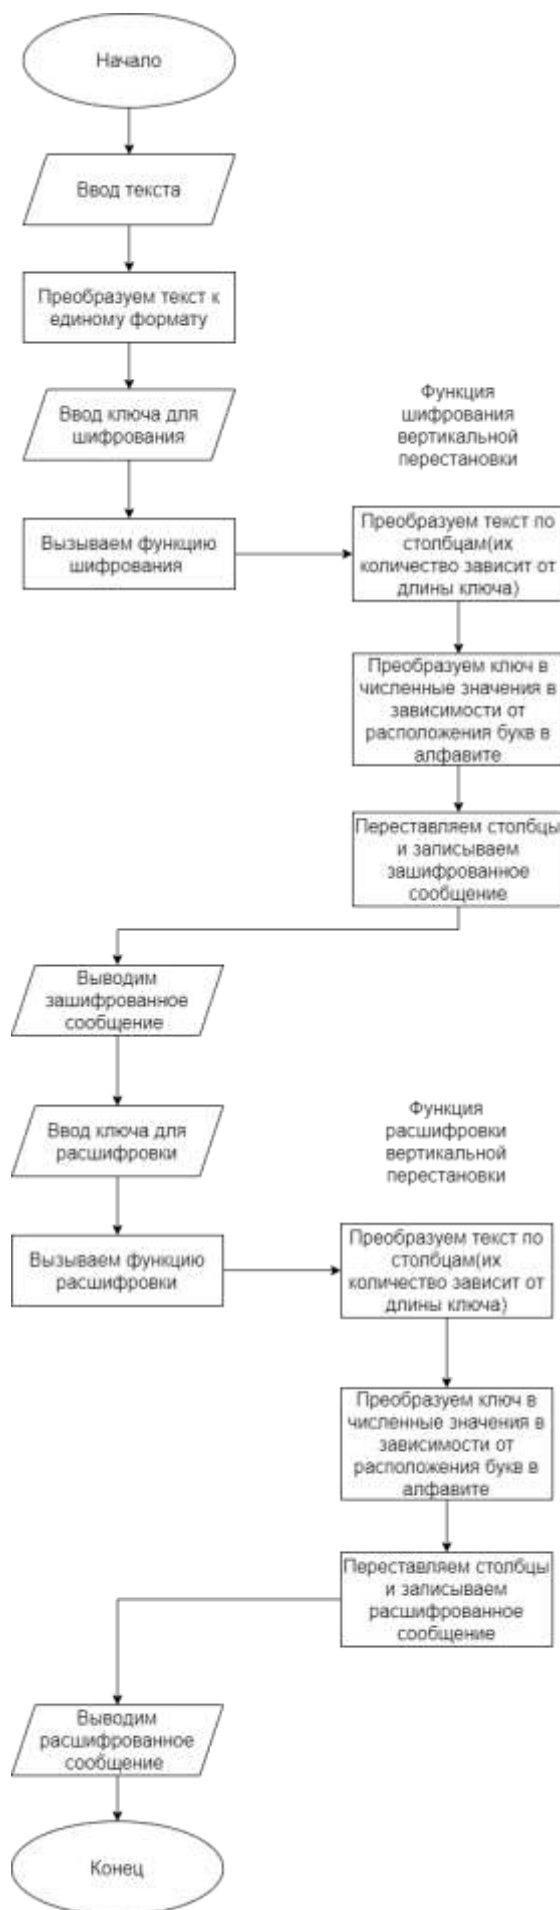 Начало
Ввод текста
Преобразуем текст к
единому формату
Ввод ключа для
шифрования
Функция
шифрования
вертикальной
перестановки
Вызываем функцию
шифрования
Преобразуем текст по
столбцам(их
количество зависит от
длины ключа)
Преобразуем ключ в
численные значения в
зависимости от
расположения букв в
алфавите
Переставляем столбцы
и записываем
зашифрованное
сообщение
Выводим
зашифрованное
сообщение
Ввод ключа для
расшифровки
Функция
расшифровки
вертикальной
перестановки
Вызываем функцию
расшифровки
Преобразуем текст по
столбцам(их
количество зависит от
длины ключа)
Преобразуем ключ в
численные значения в
зависимости от
расположения букв в
алфавите
Переставляем столбцы
и записываем
расшифрованное
сообщение
Выводим
расшифрованное
сообщение
Конец